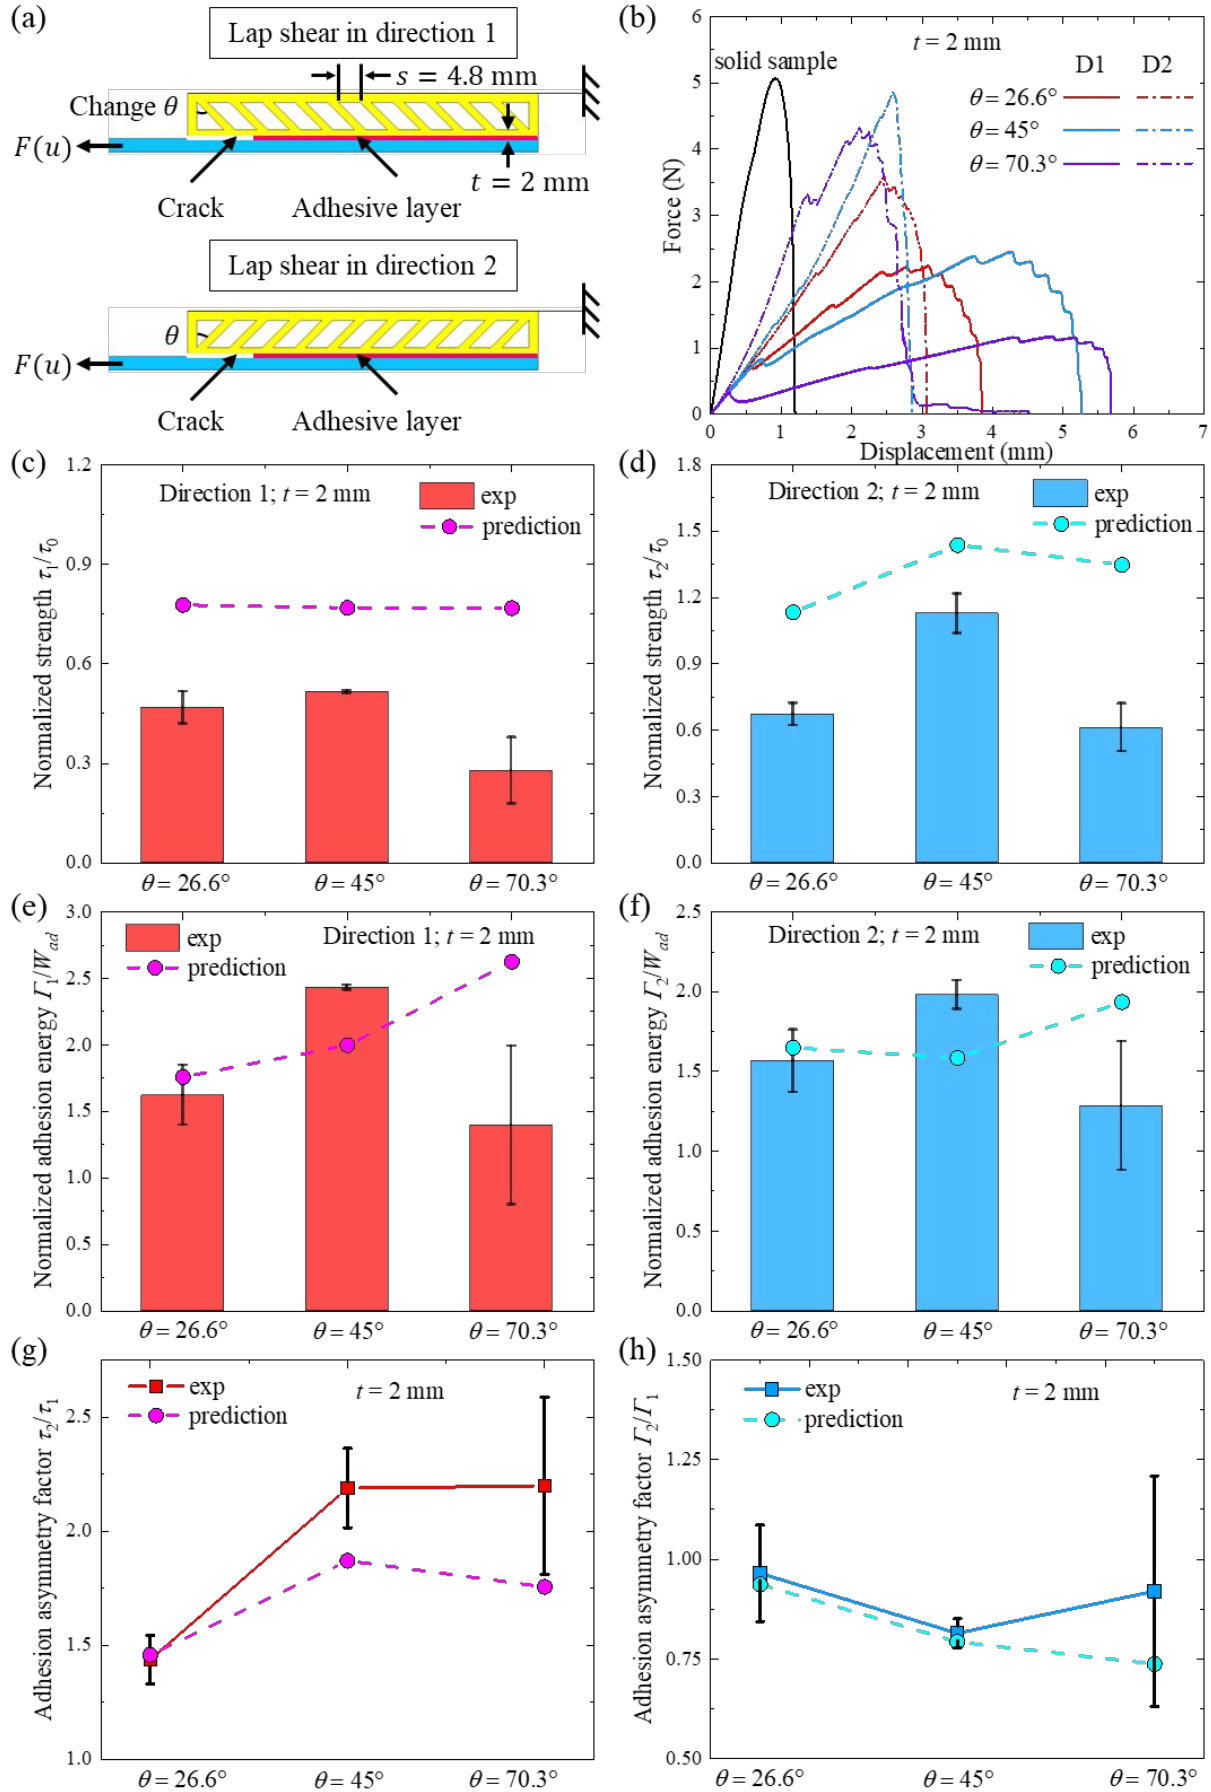 (a)
Lap shear in direction 1
s = 4.8 mm
Change θ
F(u)
t = 2 mm
Crack
Adhesive layer
Lap shear in direction 2
θ
F(u)
Crack
Adhesive layer
(b)
Force (N)
6
5
4
3
2
1
0
t = 2 mm
solid sample
D1 D2
θ = 26.6°
θ = 45°
θ = 70.3°
0 1 2 3 4 5 6 7
Displacement (mm)
(c)
Normalized strength τ1/τ0
1.2
0.9
0.6
0.3
0.0
Direction 1; t = 2 mm
exp
prediction
θ = 26.6° θ = 45° θ = 70.3°
(d)
Normalized strength τ2/τ0
1.8
1.5
1.2
0.9
0.6
0.3
0.0
Direction 2; t = 2 mm
exp
prediction
θ = 26.6° θ = 45° θ = 70.3°
(e)
Normalized adhesion energy Γ1/Wad
3.0
2.5
2.0
1.5
1.0
0.5
0.0
exp
prediction
Direction 1; t = 2 mm
θ = 26.6° θ = 45° θ = 70.3°
(f)
Normalized adhesion energy Γ2/Wad
2.5
2.0
1.5
1.0
0.5
0.0
Direction 2; t = 2 mm
exp
prediction
θ = 26.6° θ = 45° θ = 70.3°
(g)
Adhesion asymmetry factor τ2/τ1
2.5
2.0
1.5
1.0
exp
prediction
t = 2 mm
θ = 26.6° θ = 45° θ = 70.3°
(h)
Adhesion asymmetry factor Γ2/Γ1
1.50
1.25
1.00
0.75
0.50
exp
prediction
t = 2 mm
θ = 26.6° θ = 45° θ = 70.3°